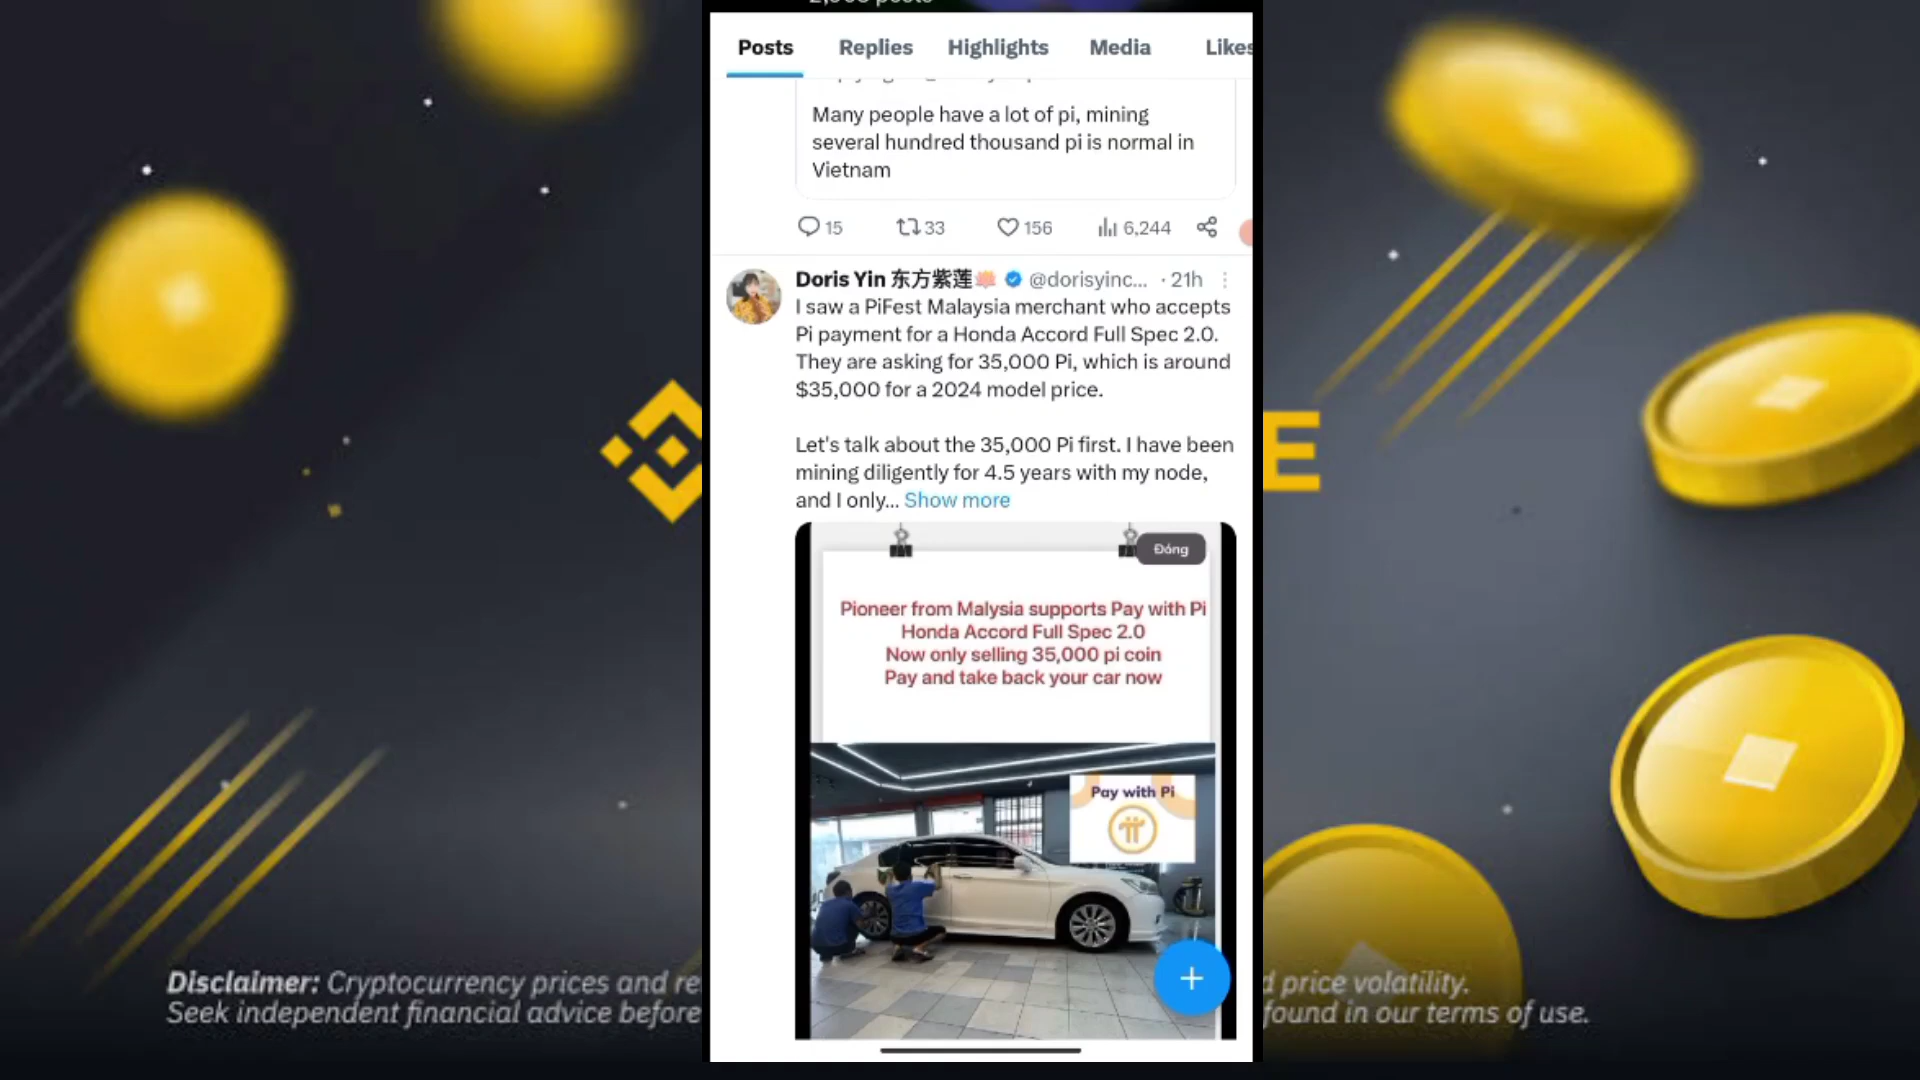 Posts Replies Highlights Media Likes
Many people have a lot of pi, mining
several hundred thousand pi is normal in
Vietnam
15 33 156 6,244
Doris Yin 东方紫莲 @dorisyinc... · 21h
I saw a PiFest Malaysia merchant who accepts
Pi payment for a Honda Accord Full Spec 2.0.
They are asking for 35,000 Pi, which is around
$35,000 for a 2024 model price.
Let's talk about the 35,000 Pi first. I have been
mining diligently for 4.5 years with my node,
and I only... Show more
Đóng
Pioneer from Malysia supports Pay with Pi
Honda Accord Full Spec 2.0
Now only selling 35,000 pi coin
Pay and take back your car now
Pay with Pi
E
Disclaimer: Cryptocurrency prices and re
Seek independent financial advice before
d price volatility.
found in our terms of use.